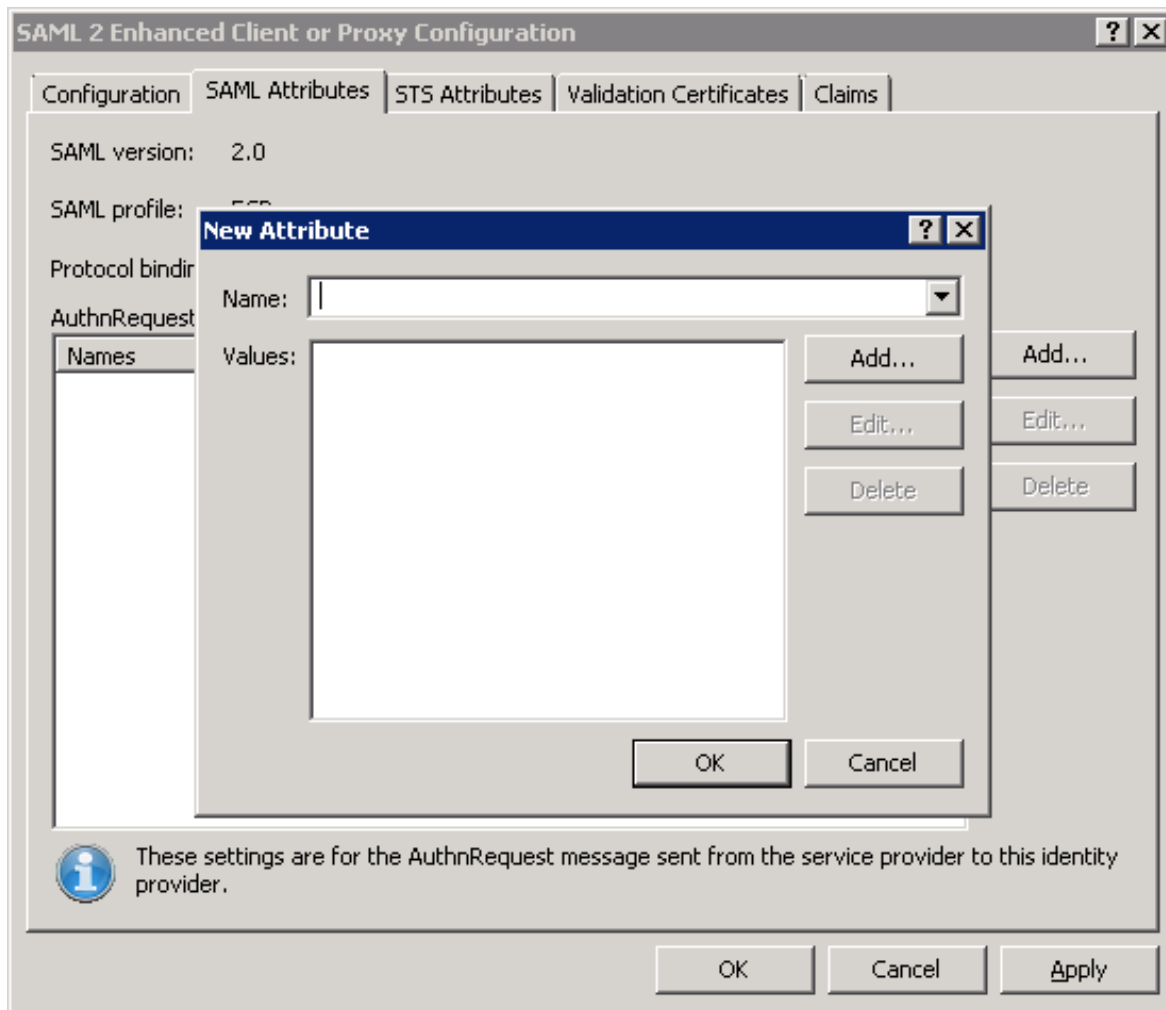 SAML 2 Enhanced Client or Proxy Configuration
Configuration SAML Attributes STS Attributes Validation Certificates Claims
SAML version: 2.0
SAML profile:
New Attribute
Protocol
Name:
AuthnRequest
Names
Values:
Add...
Add...
Edit...
Edit...
Delete
Delete
OK Cancel
These settings are for the AuthnRequest message sent from the service provider to this identity
provider.
OK Cancel Apply